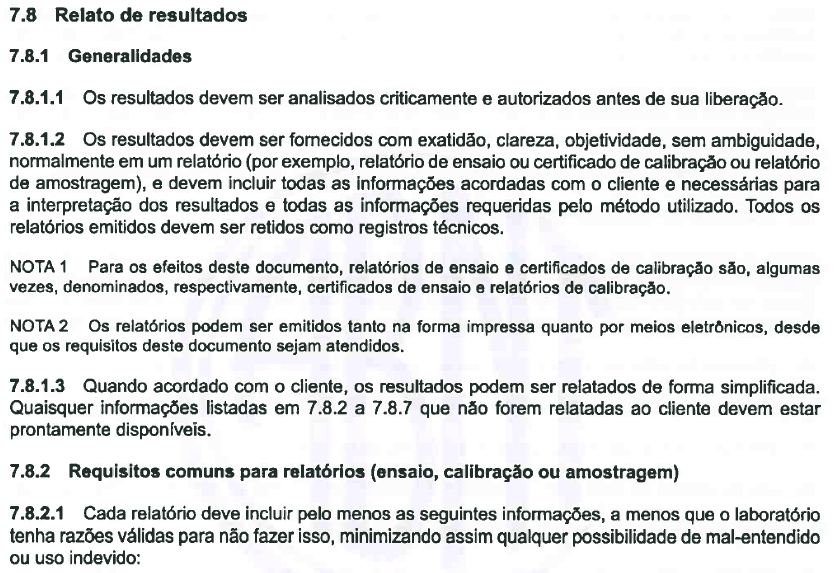 7.8 Relato de resultados
7.8.1 Generalidades
7.8.1.1 Os resultados devem ser analisados criticamente e autorizados antes de sua liberação.
7.8.1.2 Os resultados devem ser fornecidos com exatidão, clareza, objetividade, sem ambiguidade,
normalmente em um relatório (por exemplo, relatório de ensaio ou certificado de calibração ou relatório
de amostragem), e devem incluir todas as informações acordadas com o cliente e necessárias para
a interpretação dos resultados e todas as informações requeridas pelo método utilizado. Todos os
relatórios emitidos devem ser retidos como registros técnicos.
NOTA 1 Para os efeitos deste documento, relatórios de ensaio e certificados de calibração são, algumas
vezes, denominados, respectivamente, certificados de ensaio e relatórios de calibração.
NOTA 2 Os relatórios podem ser emitidos tanto na forma impressa quanto por meios eletrônicos, desde
que os requisitos deste documento sejam atendidos.
7.8.1.3 Quando acordado com o cliente, os resultados podem ser relatados de forma simplificada.
Quaisquer informações listadas em 7.8.2 a 7.8.7 que não forem relatadas ao cliente devem estar
prontamente disponíveis.
7.8.2 Requisitos comuns para relatórios (ensaio, calibração ou amostragem)
7.8.2.1 Cada relatório deve incluir pelo menos as seguintes informações, a menos que o laboratório
tenha razões válidas para não fazer isso, minimizando assim qualquer possibilidade de mal-entendido
ou uso indevido: